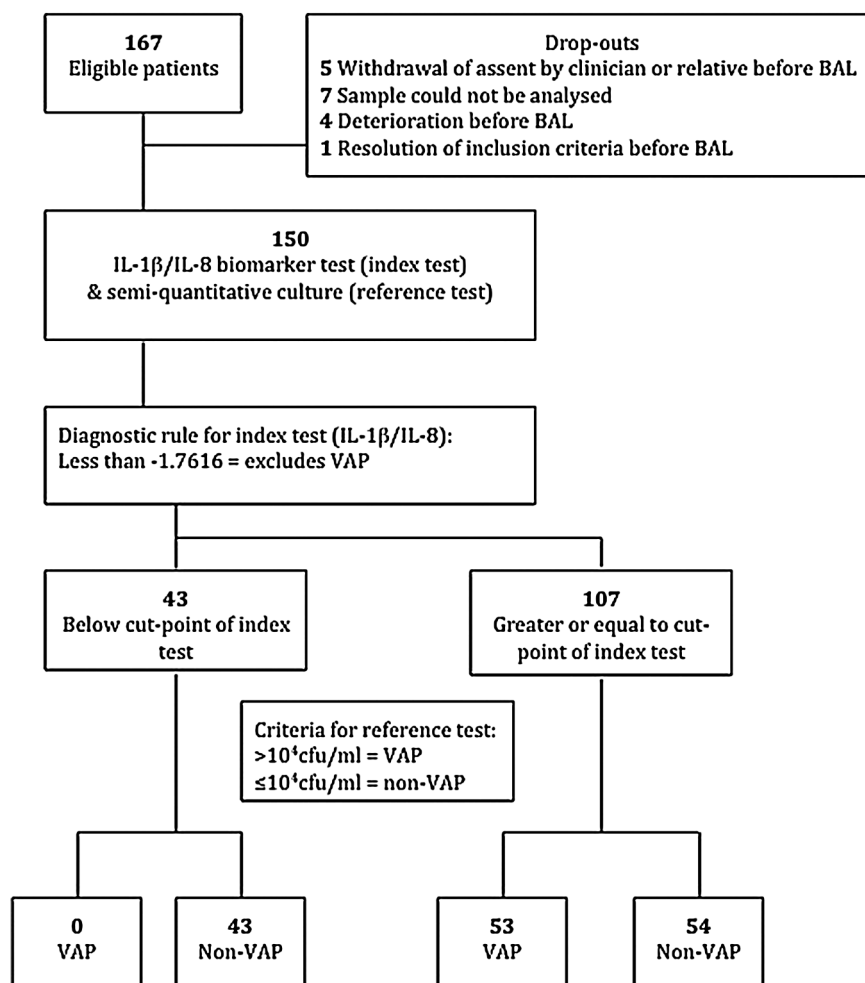 167
Eligible patients
Drop-outs
5 Withdrawal of assent by clinician or relative before BAL
7 Sample could not be analysed
4 Deterioration before BAL
1 Resolution of inclusion criteria before BAL
150
IL-1β/IL-8 biomarker test (index test)
& semi-quantitative culture (reference test)
Diagnostic rule for index test (IL-1β/IL-8):
Less than -1.7616 = excludes VAP
43
Below cut-point of index
test
107
Greater or equal to cut-
point of index test
Criteria for reference test:
>10⁴cfu/ml = VAP
≤10⁴cfu/ml = non-VAP
0
VAP
43
Non-VAP
53
VAP
54
Non-VAP